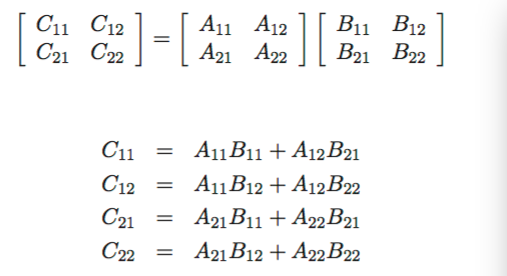 [ C₁₁ C₁₂ ] = [ A₁₁ A₁₂ ] [ B₁₁ B₁₂ ]
[ C₂₁ C₂₂ ] [ A₂₁ A₂₂ ] [ B₂₁ B₂₂ ]
C₁₁ = A₁₁B₁₁ + A₁₂B₂₁
C₁₂ = A₁₁B₁₂ + A₁₂B₂₂
C₂₁ = A₂₁B₁₁ + A₂₂B₂₁
C₂₂ = A₂₁B₁₂ + A₂₂B₂₂